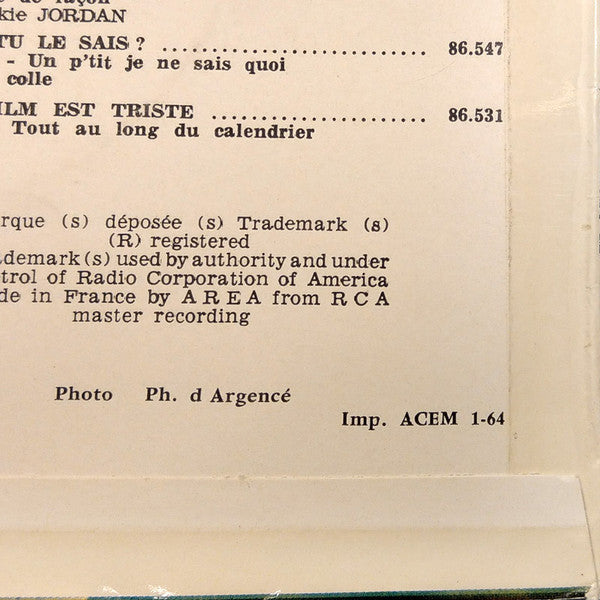 kie JORDAN
TU LE SAIS ? .............................. 86.547
- Un p'tit je ne sais quoi
colle
ILM EST TRISTE ........................ 86.531
Tout au long du calendrier
rque (s) déposée (s) Trademark (s)
(R) registered
demark (s) used by authority and under
trol of Radio Corporation of America
de in France by A R E A from R C A
master recording
Photo Ph. d Argencé
Imp. ACEM 1-64